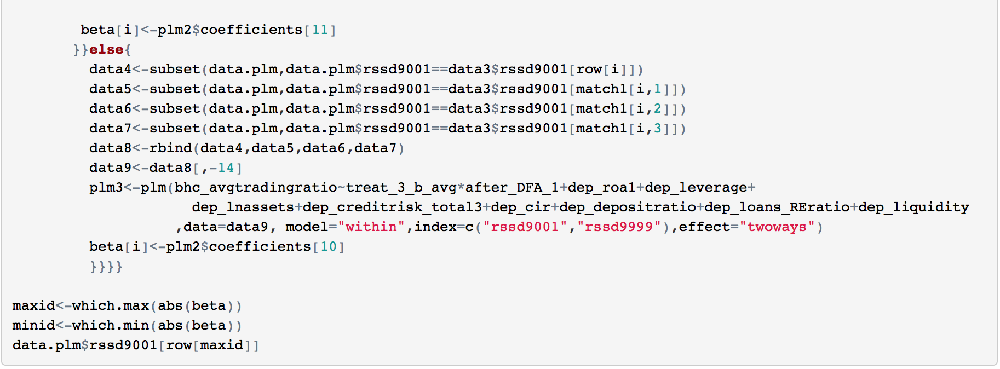 beta[i]<-plm2$coefficients[11]
}}else{
data4<-subset(data.plm,data.plm$rssd9001==data3$rssd9001[row[i]])
data5<-subset(data.plm,data.plm$rssd9001==data3$rssd9001[match1[i,1]])
data6<-subset(data.plm,data.plm$rssd9001==data3$rssd9001[match1[i,2]])
data7<-subset(data.plm,data.plm$rssd9001==data3$rssd9001[match1[i,3]])
data8<-rbind(data4,data5,data6,data7)
data9<-data8[,-14]
plm3<-plm(bhc_avgtradingratio~treat_3_b_avg*after_DFA_1+dep_roa1+dep_leverage+
dep_lnassets+dep_creditrisk_total3+dep_cir+dep_depositratio+dep_loans_REratio+dep_liquidity
,data=data9, model="within",index=c("rssd9001","rssd9999"),effect="twoways")
beta[i]<-plm2$coefficients[10]
}}}}
maxid<-which.max(abs(beta))
minid<-which.min(abs(beta))
data.plm$rssd9001[row[maxid]]